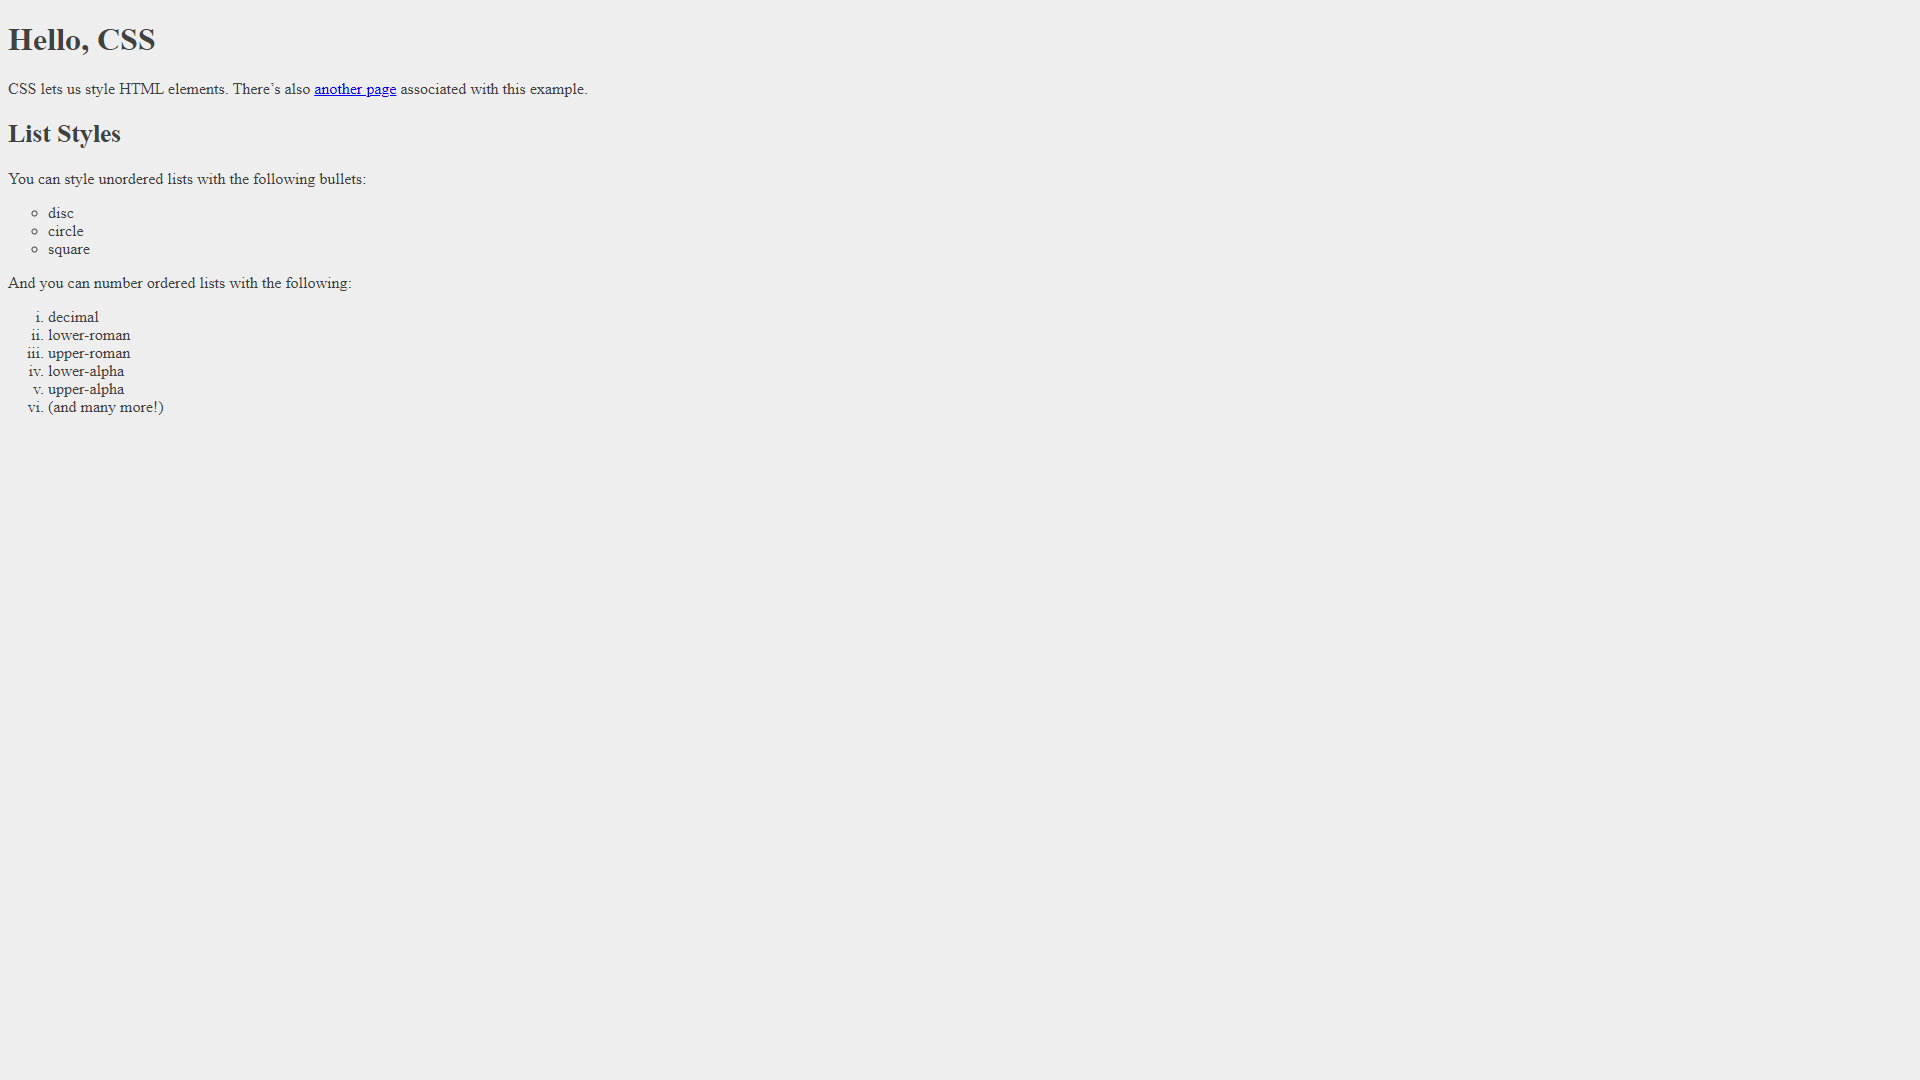 Hello, CSS
CSS lets us style HTML elements. There’s also another page associated with this example.
List Styles
You can style unordered lists with the following bullets:
◦ disc
◦ circle
◦ square
And you can number ordered lists with the following:
i. decimal
ii. lower-roman
iii. upper-roman
iv. lower-alpha
v. upper-alpha
vi. (and many more!)